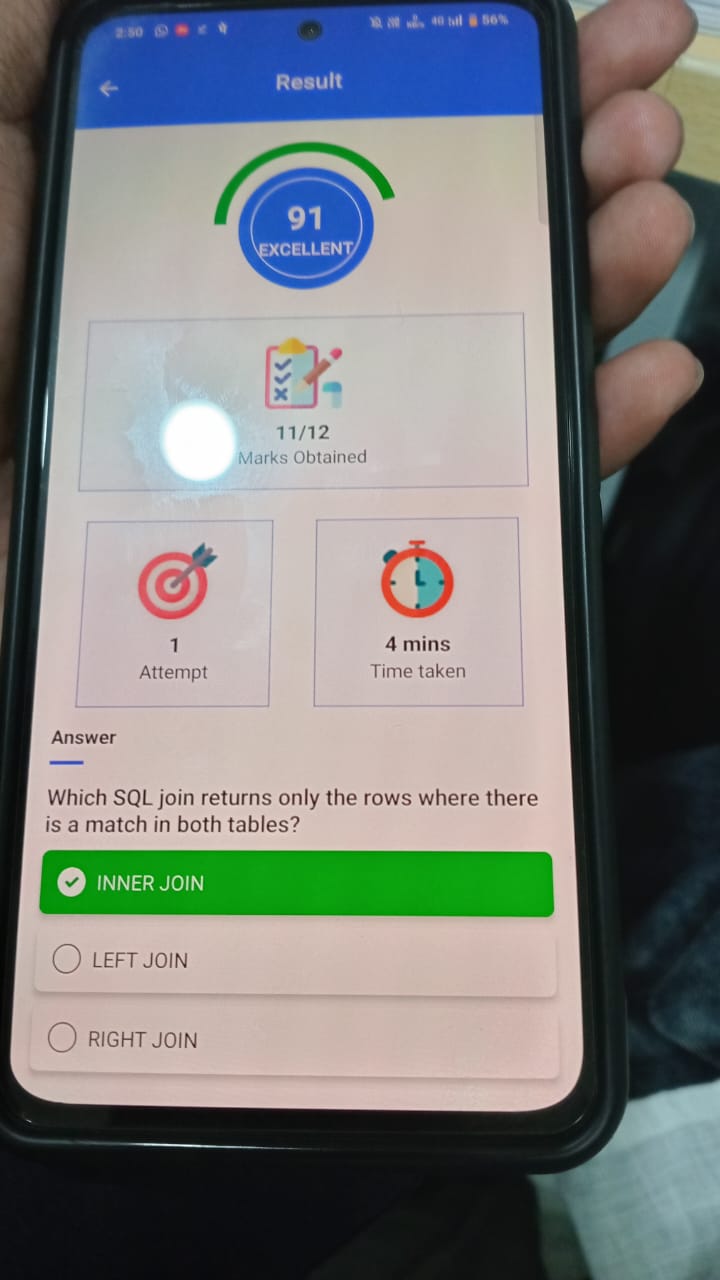 2:50
4G 56%
Result
91
EXCELLENT
11/12
Marks Obtained
1
Attempt
4 mins
Time taken
Answer
Which SQL join returns only the rows where there
is a match in both tables?
INNER JOIN
LEFT JOIN
RIGHT JOIN